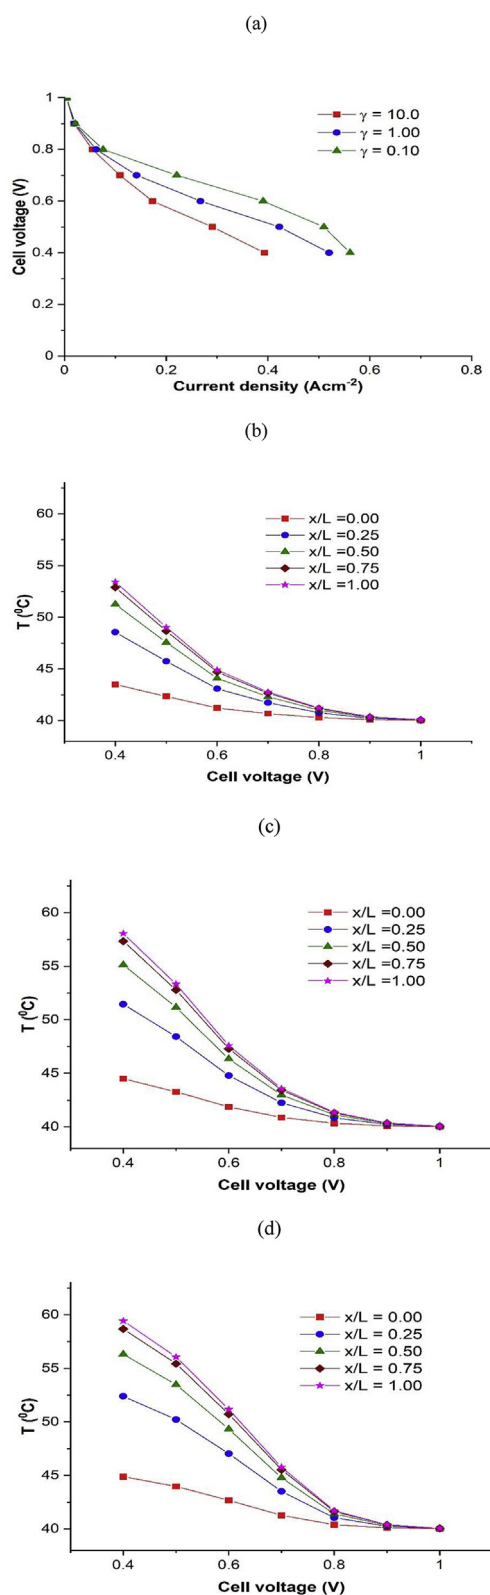 (a)
1
0.8
0.6
0.4
0.2
0
Cell voltage (V)
γ = 10.0
γ = 1.00
γ = 0.10
0 0.2 0.4 0.6 0.8
Current density (Acm⁻²)
(b)
60
55
50
45
40
T (⁰C)
x/L =0.00
x/L =0.25
x/L =0.50
x/L =0.75
x/L =1.00
0.4 0.6 0.8 1
Cell voltage (V)
(c)
60
55
50
45
40
T (⁰C)
x/L =0.00
x/L =0.25
x/L =0.50
x/L =0.75
x/L =1.00
0.4 0.6 0.8 1
Cell voltage (V)
(d)
60
55
50
45
40
T (⁰C)
x/L = 0.00
x/L = 0.25
x/L = 0.50
x/L = 0.75
x/L = 1.00
0.4 0.6 0.8 1
Cell voltage (V)